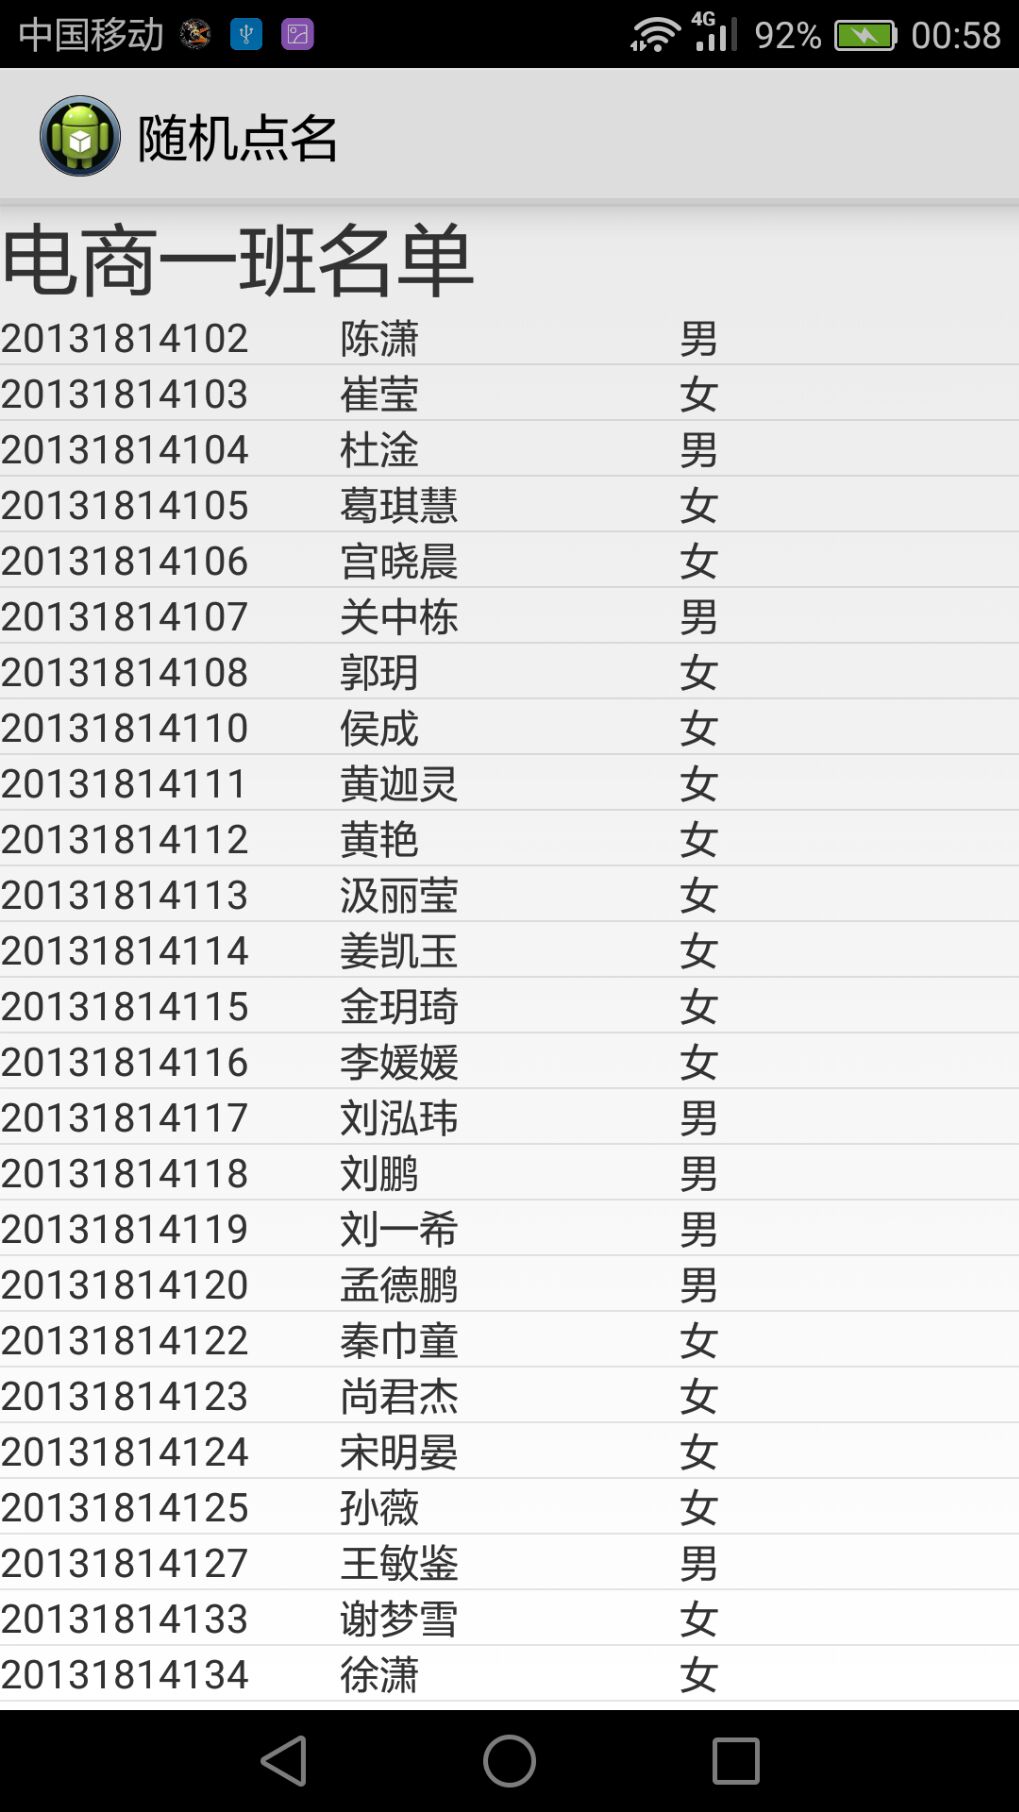 中国移动 4G 92% 00:58
随机点名
电商一班名单
20131814102 陈潇 男
20131814103 崔莹 女
20131814104 杜淦 男
20131814105 葛琪慧 女
20131814106 宫晓晨 女
20131814107 关中栋 男
20131814108 郭玥 女
20131814110 侯成 女
20131814111 黄迦灵 女
20131814112 黄艳 女
20131814113 汲丽莹 女
20131814114 姜凯玉 女
20131814115 金玥琦 女
20131814116 李媛媛 女
20131814117 刘泓玮 男
20131814118 刘鹏 男
20131814119 刘一希 男
20131814120 孟德鹏 男
20131814122 秦巾童 女
20131814123 尚君杰 女
20131814124 宋明晏 女
20131814125 孙薇 女
20131814127 王敏鉴 男
20131814133 谢梦雪 女
20131814134 徐潇 女